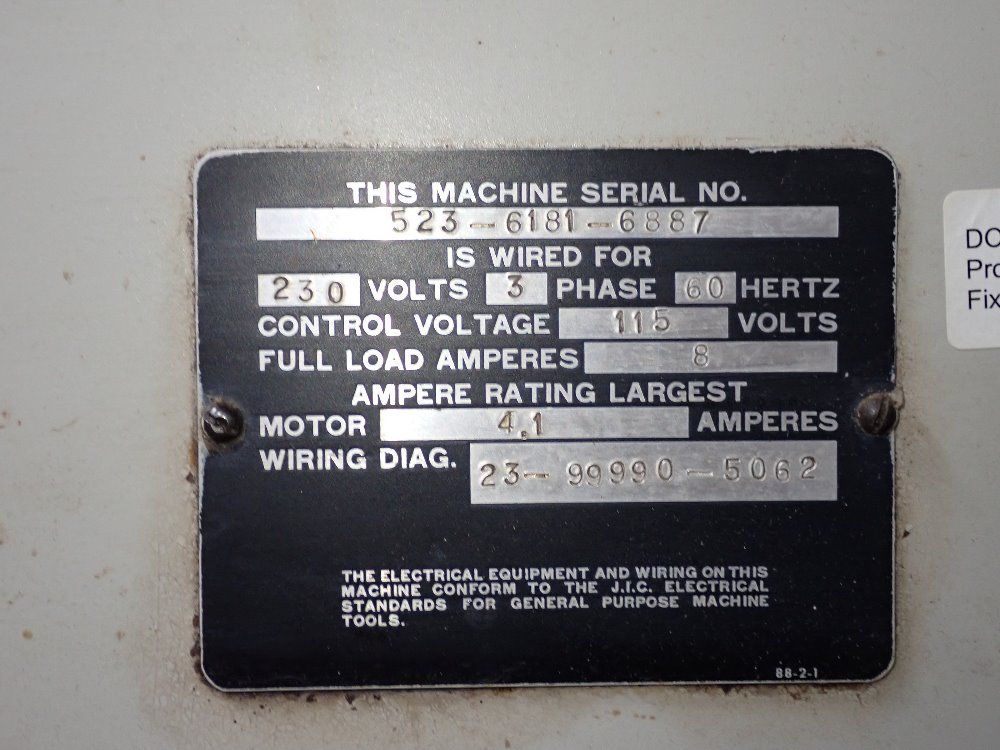 THIS MACHINE SERIAL NO.
523-6181-6887
IS WIRED FOR
230 VOLTS 3 PHASE 60 HERTZ
CONTROL VOLTAGE 115 VOLTS
FULL LOAD AMPERES 8
AMPERE RATING LARGEST
MOTOR 4.1 AMPERES
WIRING DIAG. 23-99990-5062
THE ELECTRICAL EQUIPMENT AND WIRING ON THIS
MACHINE CONFORM TO THE J.I.C. ELECTRICAL
STANDARDS FOR GENERAL PURPOSE MACHINE
TOOLS.
88-2-1